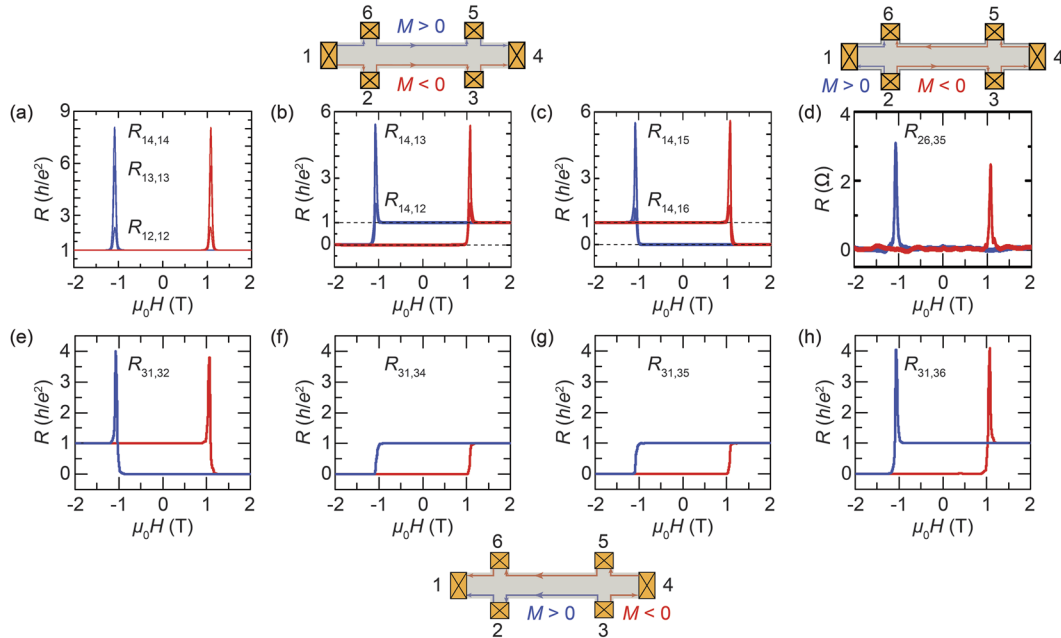 6 M > 0 5
1 4
2 M < 0 3
6 5
1 4
M > 0 2 M < 0 3
(a) 9 7 5 3 1 R (h/e²) R14,14 R13,13 R12,12 -2 -1 0 1 2 μ0H (T)
(b) 6 4 2 1 0 R (h/e²) R14,13 R14,12 -2 -1 0 1 2 μ0H (T)
(c) 6 4 2 1 0 R (h/e²) R14,15 R14,16 -2 -1 0 1 2 μ0H (T)
(d) 4 2 0 R (Ω) R26,35 -2 -1 0 1 2 μ0H (T)
(e) 4 3 2 1 0 R (h/e²) R31,32 -2 -1 0 1 2 μ0H (T)
(f) 4 3 2 1 0 R (h/e²) R31,34 -2 -1 0 1 2 μ0H (T)
(g) 4 3 2 1 0 R (h/e²) R31,35 -2 -1 0 1 2 μ0H (T)
(h) 4 3 2 1 0 R (h/e²) R31,36 -2 -1 0 1 2 μ0H (T)
6 5
1 4
2 M > 0 3 M < 0